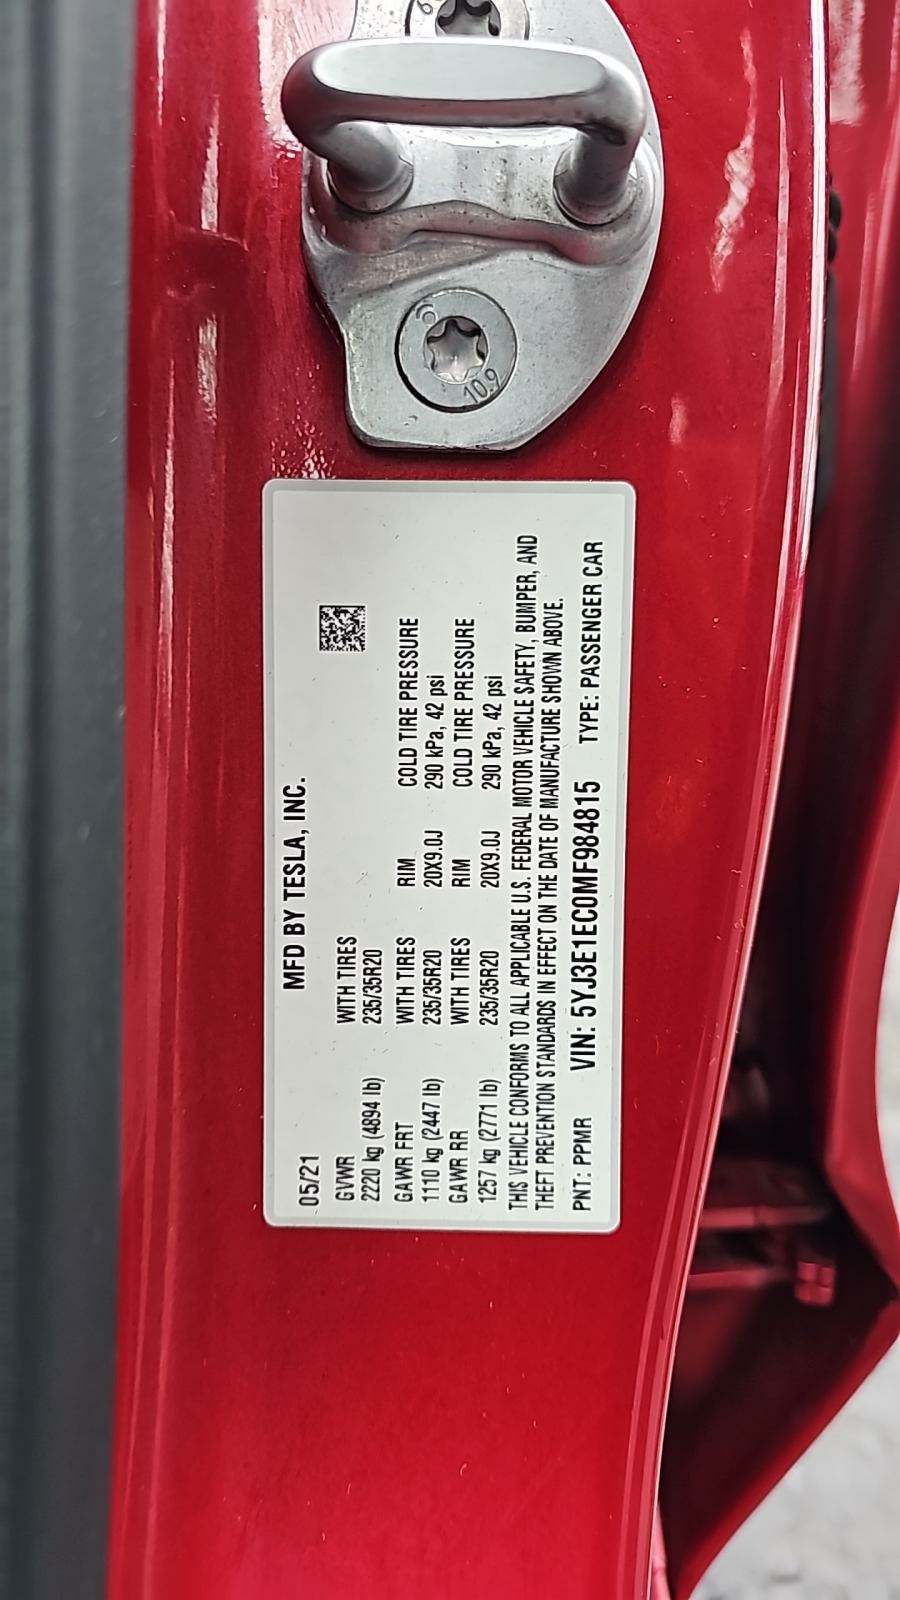 6
6
10.9
05/21 MFD BY TESLA, INC.
GVWR WITH TIRES
2220 kg (4894 lb) 235/35R20
GAWR FRT WITH TIRES RIM COLD TIRE PRESSURE
1110 kg (2447 lb) 235/35R20 20X9.0J 290 kPa, 42 psi
GAWR RR WITH TIRES RIM COLD TIRE PRESSURE
1257 kg (2771 lb) 235/35R20 20X9.0J 290 kPa, 42 psi
THIS VEHICLE CONFORMS TO ALL APPLICABLE U.S. FEDERAL MOTOR VEHICLE SAFETY, BUMPER, AND
THEFT PREVENTION STANDARDS IN EFFECT ON THE DATE OF MANUFACTURE SHOWN ABOVE.
PNT: PPMR VIN: 5YJ3E1EC0MF984815 TYPE: PASSENGER CAR